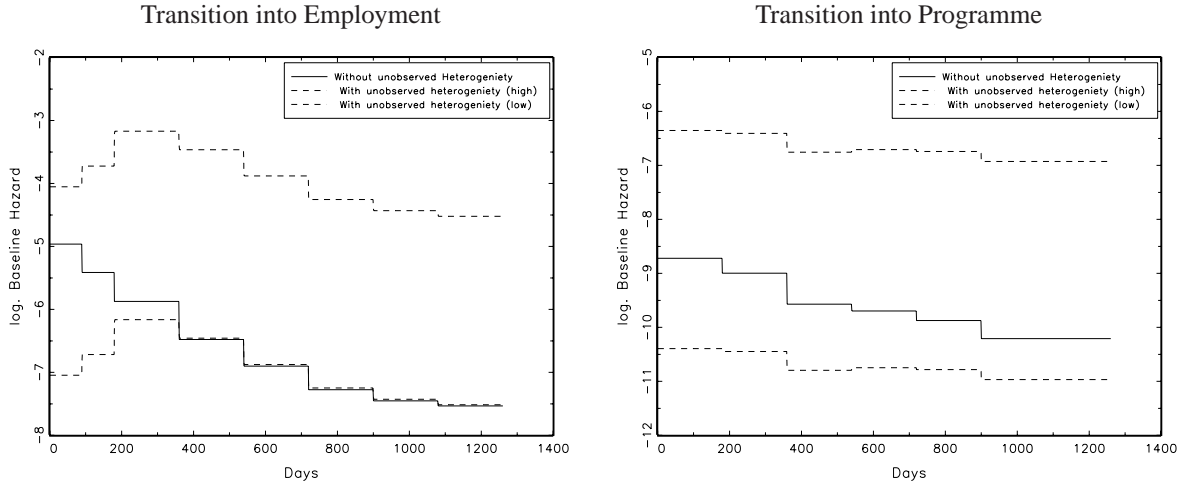 Transition into Employment
log. Baseline Hazard
-2
-3
-4
-5
-6
-7
-8
Without unobserved Heterogeniety
With unobserved heterogeniety (high)
With unobserved heterogeniety (low)
0 200 400 600 800 1000 1200 1400
Days
Transition into Programme
log. Baseline Hazard
-5
-6
-7
-8
-9
-10
-11
-12
Without unobserved Heterogeniety
With unobserved heterogeniety (high)
With unobserved heterogeniety (low)
0 200 400 600 800 1000 1200 1400
Days